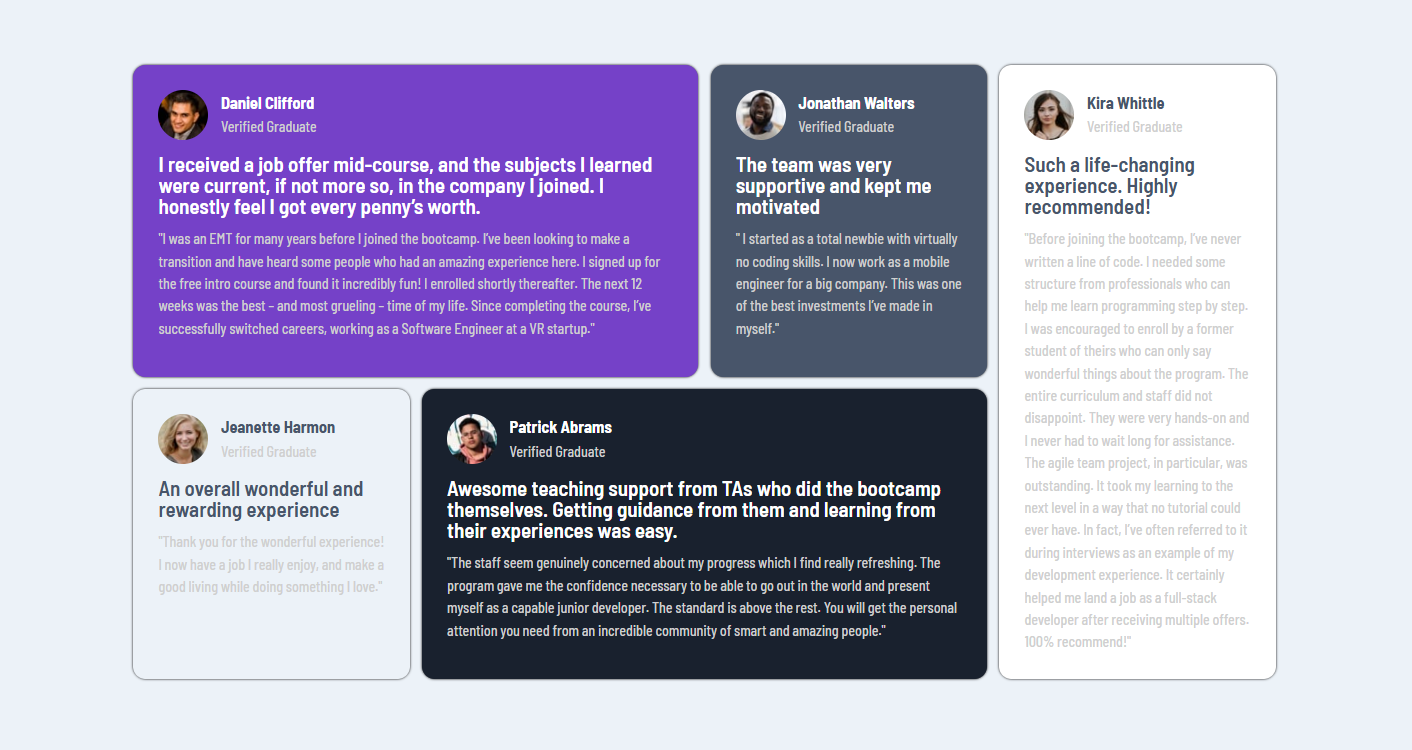 Daniel Clifford
Verified Graduate
I received a job offer mid-course, and the subjects I learned
were current, if not more so, in the company I joined. I
honestly feel I got every penny’s worth.
"I was an EMT for many years before I joined the bootcamp. I’ve been looking to make a
transition and have heard some people who had an amazing experience here. I signed up for
the free intro course and found it incredibly fun! I enrolled shortly thereafter. The next 12
weeks was the best – and most grueling – time of my life. Since completing the course, I’ve
successfully switched careers, working as a Software Engineer at a VR startup."
Jonathan Walters
Verified Graduate
The team was very
supportive and kept me
motivated
" I started as a total newbie with virtually
no coding skills. I now work as a mobile
engineer for a big company. This was one
of the best investments I’ve made in
myself."
Kira Whittle
Verified Graduate
Such a life-changing
experience. Highly
recommended!
"Before joining the bootcamp, I’ve never
written a line of code. I needed some
structure from professionals who can
help me learn programming step by step.
I was encouraged to enroll by a former
student of theirs who can only say
wonderful things about the program. The
entire curriculum and staff did not
disappoint. They were very hands-on and
I never had to wait long for assistance.
The agile team project, in particular, was
outstanding. It took my learning to the
next level in a way that no tutorial could
ever have. In fact, I’ve often referred to it
during interviews as an example of my
development experience. It certainly
helped me land a job as a full-stack
developer after receiving multiple offers.
100% recommend!"
Jeanette Harmon
Verified Graduate
An overall wonderful and
rewarding experience
"Thank you for the wonderful experience!
I now have a job I really enjoy, and make a
good living while doing something I love."
Patrick Abrams
Verified Graduate
Awesome teaching support from TAs who did the bootcamp
themselves. Getting guidance from them and learning from
their experiences was easy.
"The staff seem genuinely concerned about my progress which I find really refreshing. The
program gave me the confidence necessary to be able to go out in the world and present
myself as a capable junior developer. The standard is above the rest. You will get the personal
attention you need from an incredible community of smart and amazing people."